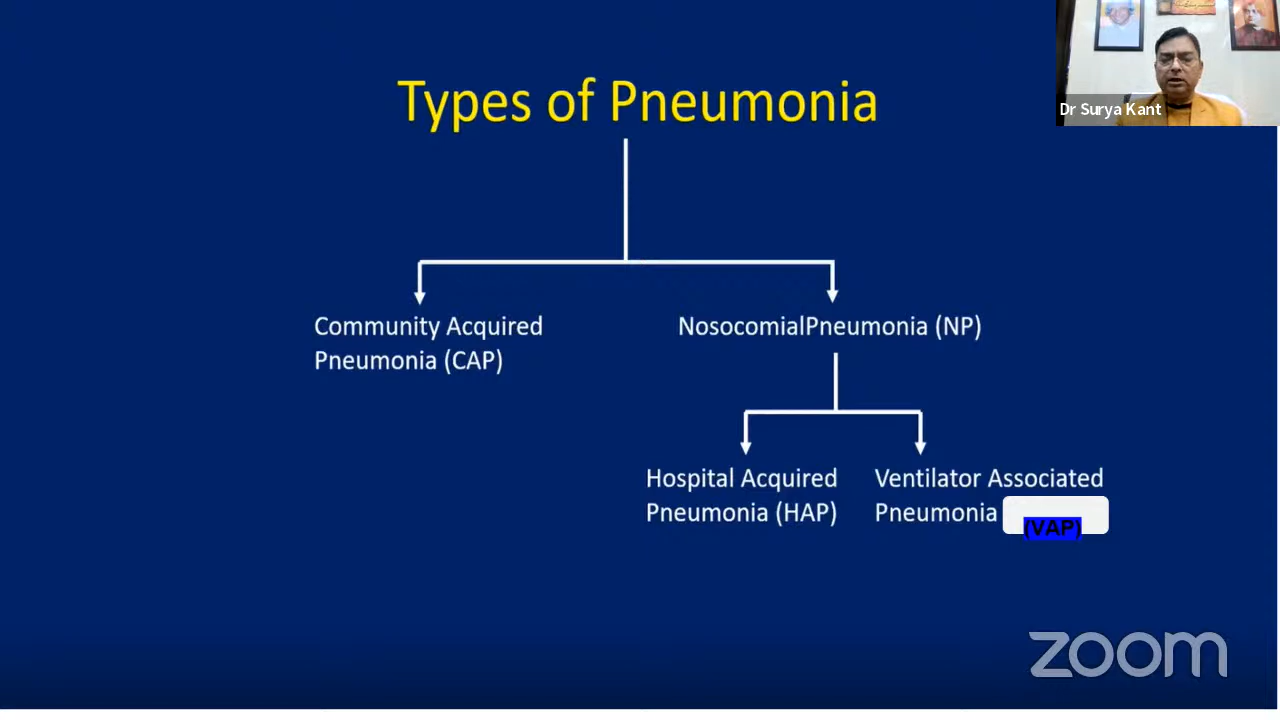 Types of Pneumonia
Dr Surya Kant
Community Acquired
Pneumonia (CAP)
NosocomialPneumonia (NP)
Hospital Acquired
Pneumonia (HAP)
Ventilator Associated
Pneumonia (VAP)
zoom